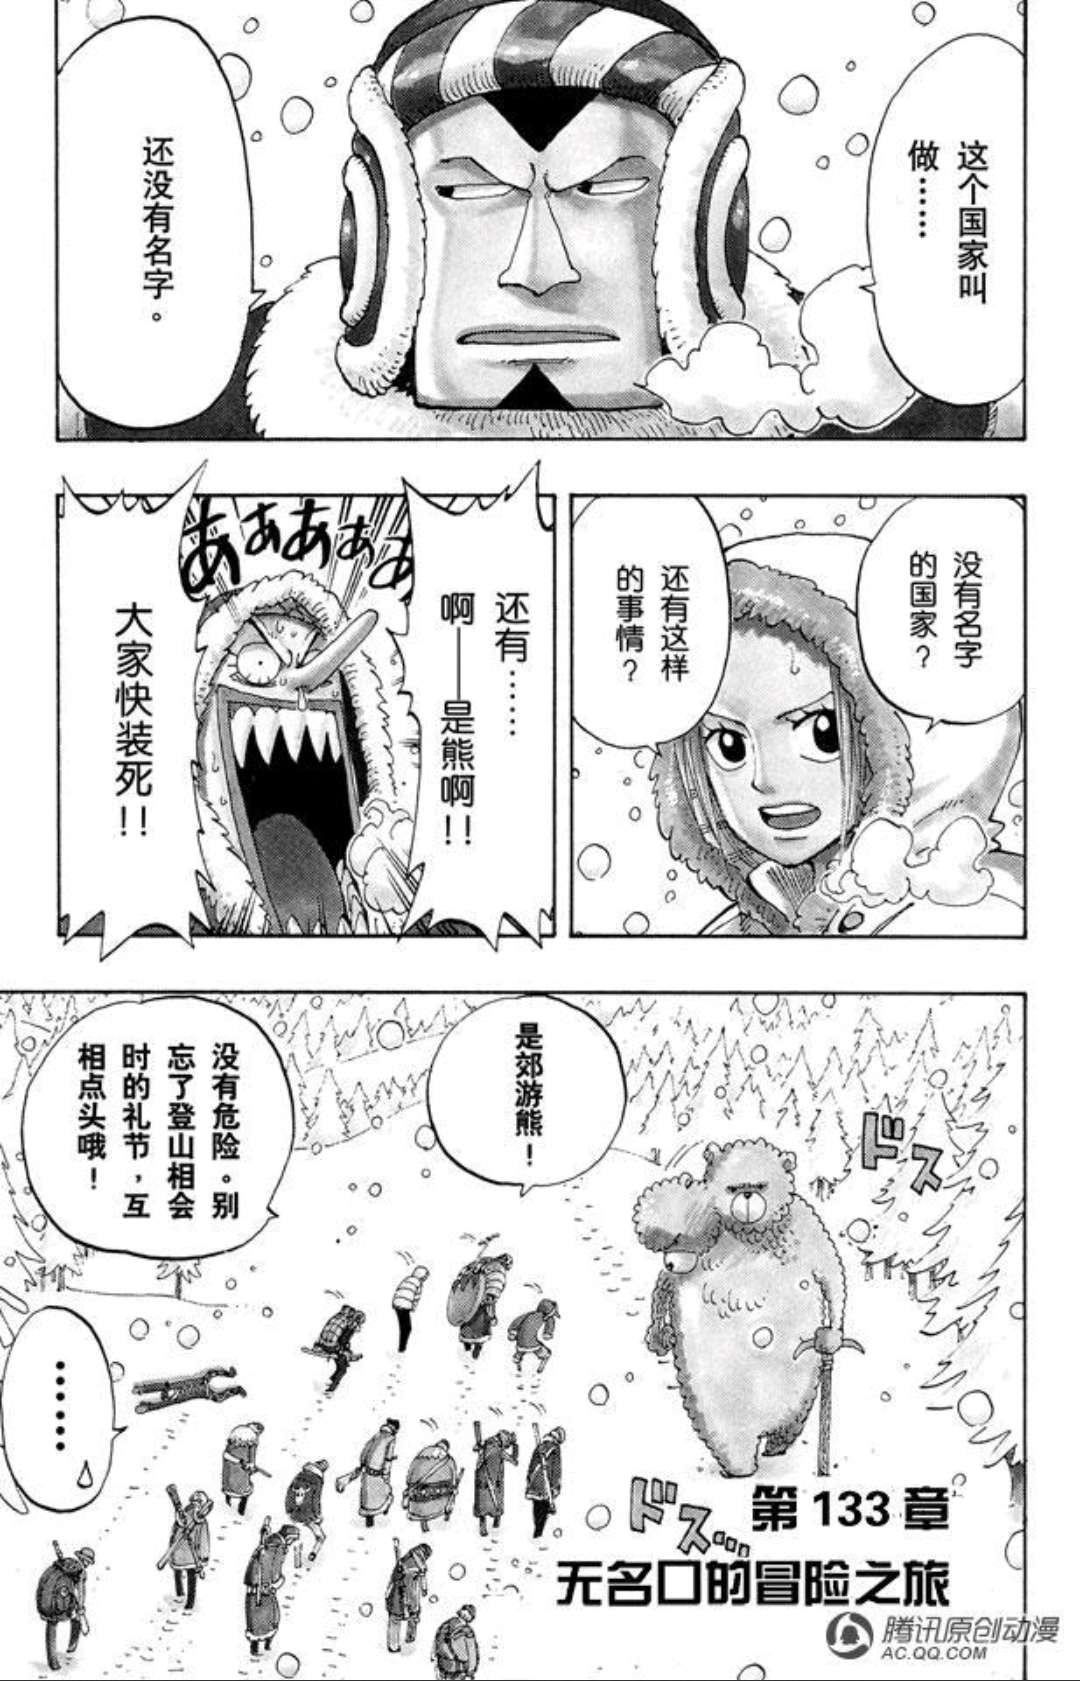 这个国家叫
做……
还没有名字。
没有名字
的国家？
还有这样
的事情？
还有……
啊——是熊啊!!
大家快装死!!
ああああぁ
是郊游熊！
没有危险。别
忘了登山相会
时的礼节，互
相点头哦！
ドス
……
ドス…
第 133 章
无名口的冒险之旅
腾讯原创动漫
AC.QQ.COM